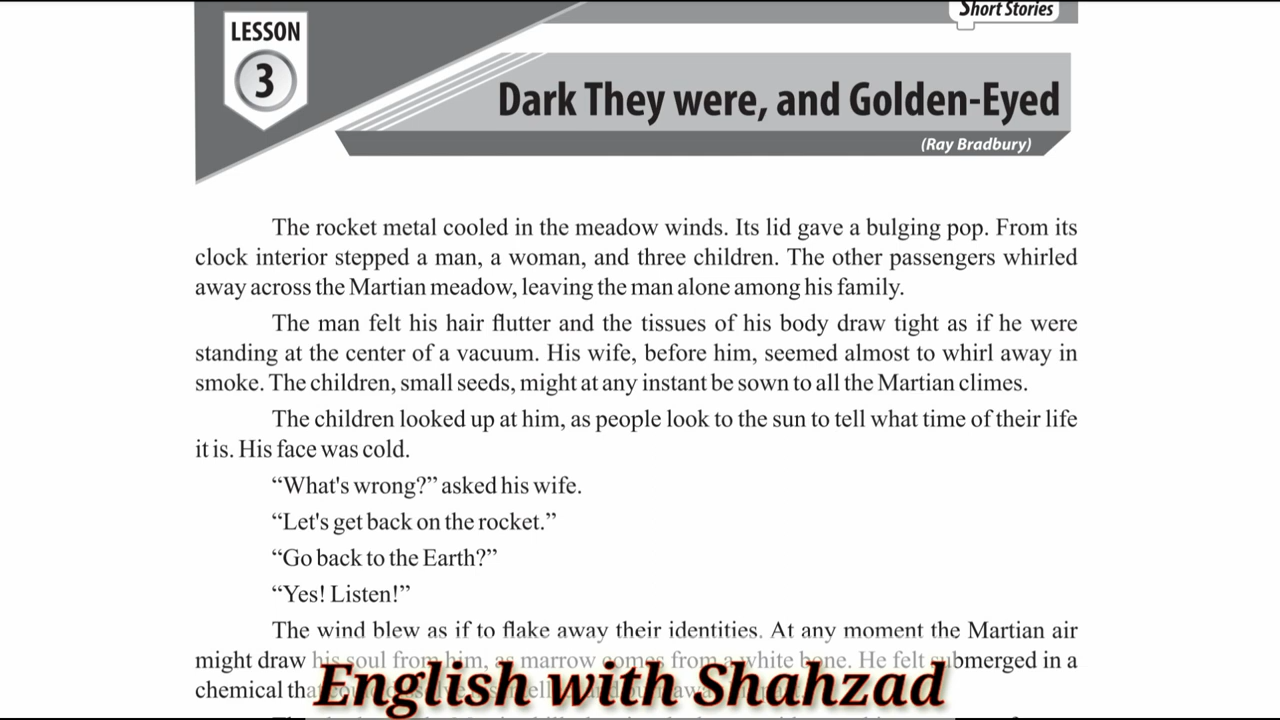 Short Stories
LESSON
3
Dark They were, and Golden-Eyed
(Ray Bradbury)
The rocket metal cooled in the meadow winds. Its lid gave a bulging pop. From its
clock interior stepped a man, a woman, and three children. The other passengers whirled
away across the Martian meadow, leaving the man alone among his family.
The man felt his hair flutter and the tissues of his body draw tight as if he were
standing at the center of a vacuum. His wife, before him, seemed almost to whirl away in
smoke. The children, small seeds, might at any instant be sown to all the Martian climes.
The children looked up at him, as people look to the sun to tell what time of their life
it is. His face was cold.
“What's wrong?” asked his wife.
“Let's get back on the rocket.”
“Go back to the Earth?”
“Yes! Listen!”
The wind blew as if to flake away their identities. At any moment the Martian air
might draw his soul from him, as marrow comes from a white bone. He felt submerged in a
chemical
English with Shahzad